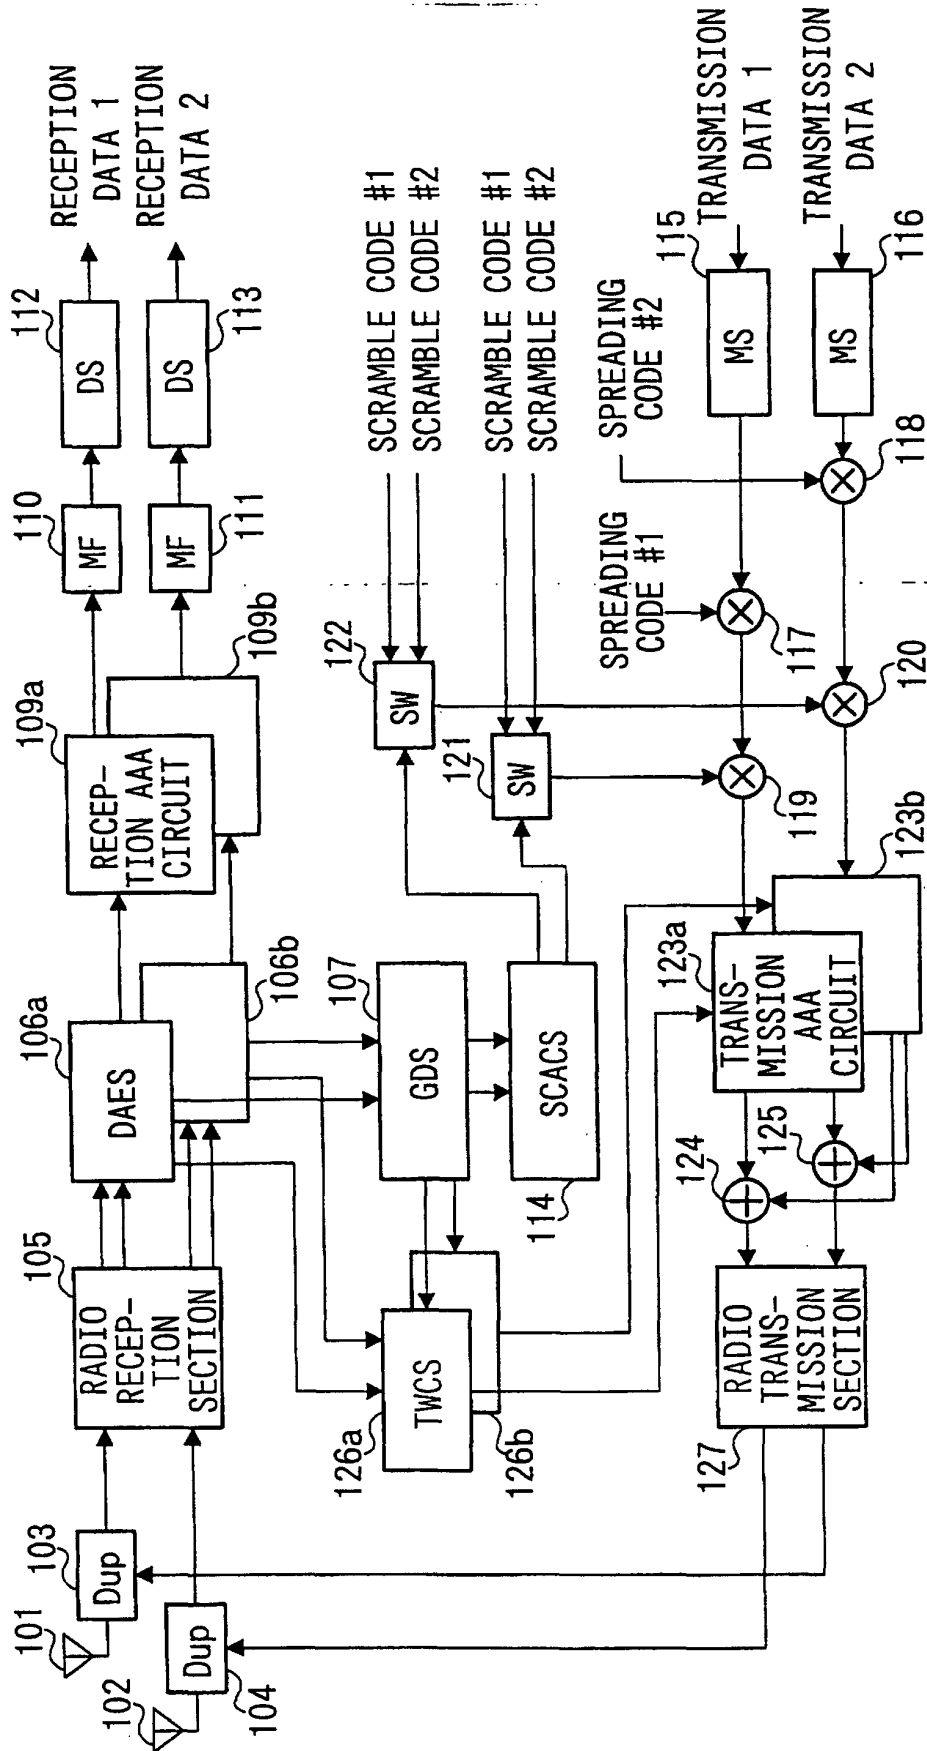 101
102
103
Dup
Dup
104
105
RADIO
RECEP-
TION
SECTION
106a
DAES
106b
109a
RECEP-
TION AAA
CIRCUIT
109b
110
MF
MF
111
112
DS
DS
113
RECEPTION
DATA 1
RECEPTION
DATA 2
126a
TWCS
126b
107
GDS
SCACS
114
122
SW
121
SW
SCRAMBLE CODE #1
SCRAMBLE CODE #2
SCRAMBLE CODE #1
SCRAMBLE CODE #2
127
RADIO
TRANS-
MISSION
SECTION
124
125
123a
TRANS-
MISSION
AAA
CIRCUIT
123b
119
120
SPREADING
CODE #1
117
SPREADING
CODE #2
118
115
MS
MS
116
TRANSMISSION
DATA 1
TRANSMISSION
DATA 2